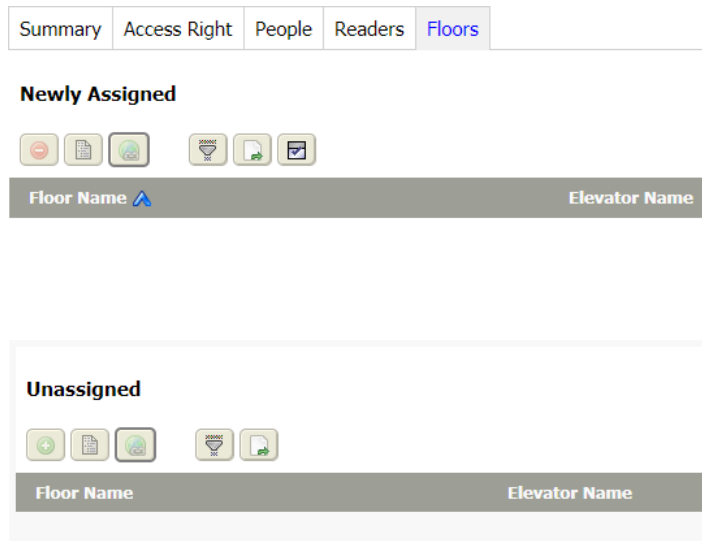 Summary Access Right People Readers Floors
Newly Assigned
Floor Name Elevator Name
Unassigned
Floor Name Elevator Name